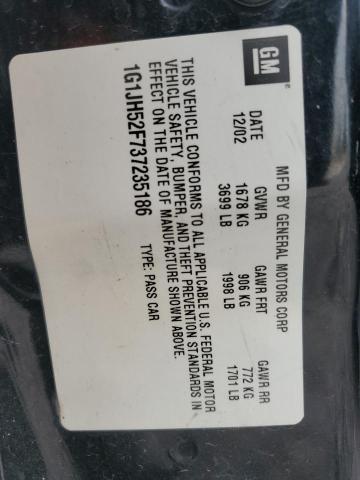 GM
MFD BY GENERAL MOTORS CORP
DATE GVWR GAWR FRT GAWR RR
12/02 1678 KG 906 KG 772 KG
3699 LB 1998 LB 1701 LB
THIS VEHICLE CONFORMS TO ALL APPLICABLE U.S. FEDERAL MOTOR
VEHICLE SAFETY, BUMPER, AND THEFT PREVENTION STANDARDS IN
EFFECT ON THE DATE OF MANUFACTURE SHOWN ABOVE.
1G1JH52F737235186 TYPE: PASS CAR